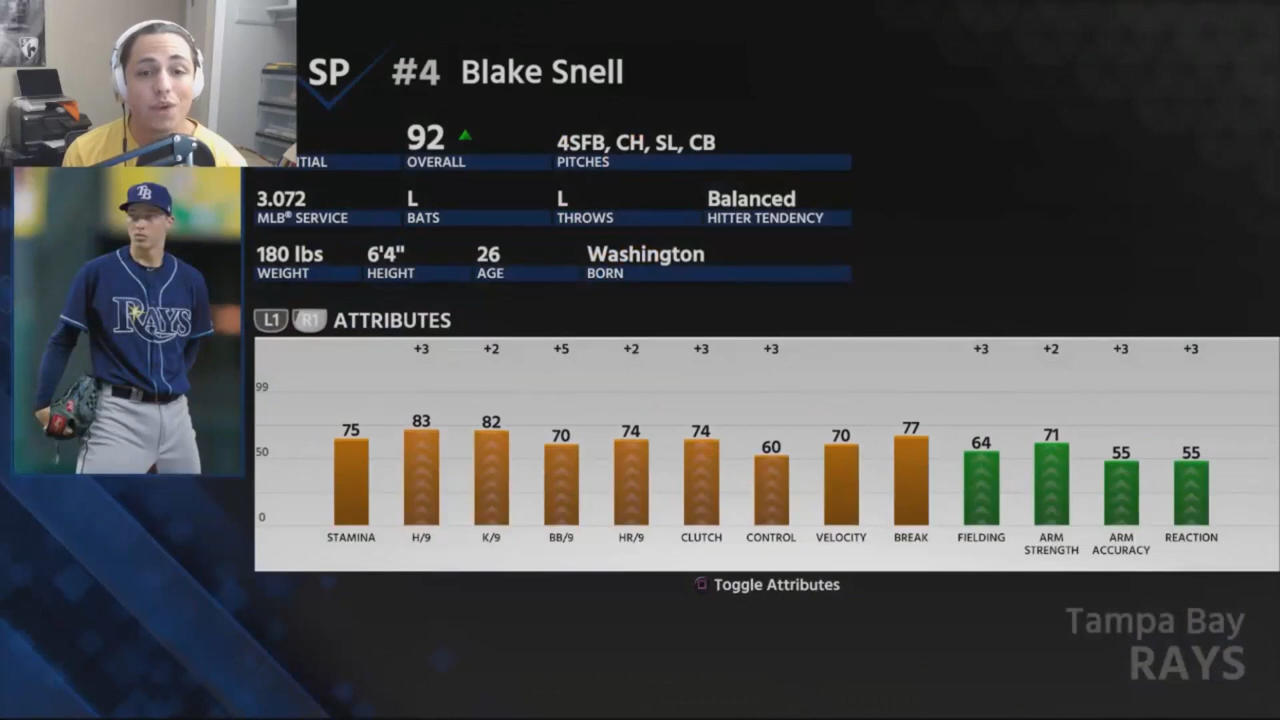 SP #4 Blake Snell
92 4SFB, CH, SL, CB
TIAL OVERALL PITCHES
3.072 L L Balanced
MLB® SERVICE BATS THROWS HITTER TENDENCY
180 lbs 6'4" 26 Washington
WEIGHT HEIGHT AGE BORN
TB
RAYS
L1 R1 ATTRIBUTES
+3 +2 +5 +2 +3 +3 +3 +2 +3 +3
99
50
0
75 83 82 70 74 74 60 70 77 64 71 55 55
STAMINA H/9 K/9 BB/9 HR/9 CLUTCH CONTROL VELOCITY BREAK FIELDING ARM STRENGTH ARM ACCURACY REACTION
Toggle Attributes
Tampa Bay
RAYS